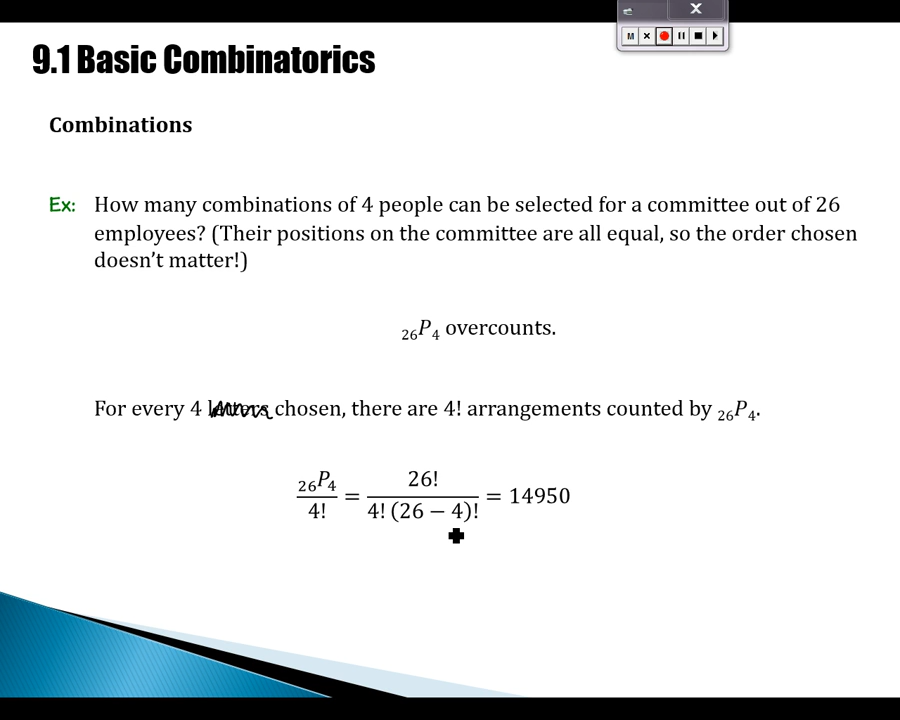 M
9.1 Basic Combinatorics
Combinations
Ex: How many combinations of 4 people can be selected for a committee out of 26
employees? (Their positions on the committee are all equal, so the order chosen
doesn’t matter!)
₂₆P₄ overcounts.
For every 4 letters chosen, there are 4! arrangements counted by ₂₆P₄.
₂₆P₄ / 4! = 26! / 4! (26 − 4)! = 14950